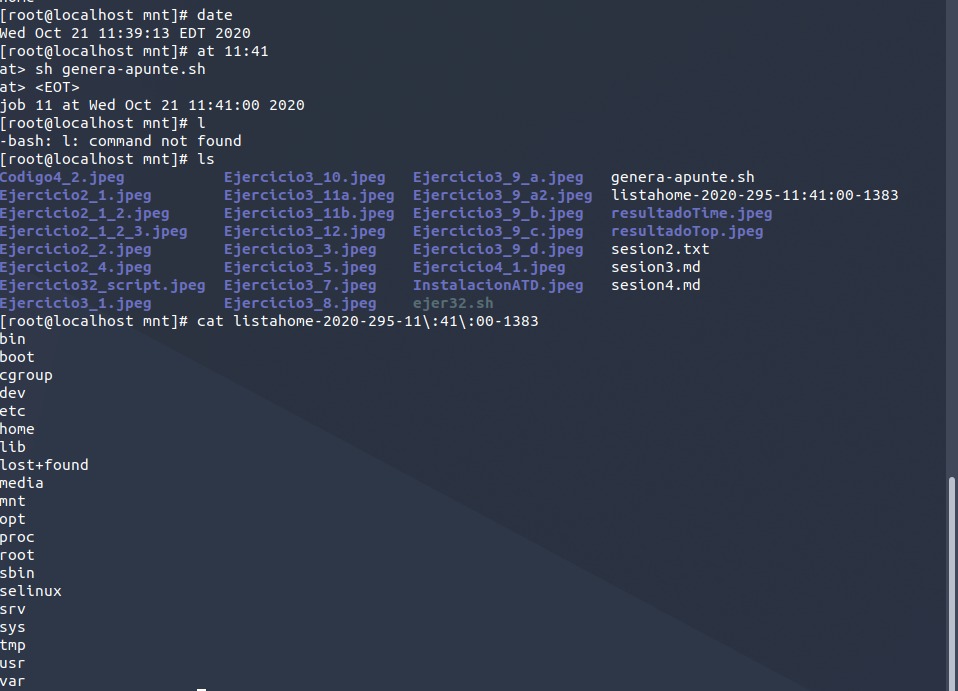 [root@localhost mnt]# date
Wed Oct 21 11:39:13 EDT 2020
[root@localhost mnt]# at 11:41
at> sh genera-apunte.sh
at> <EOT>
job 11 at Wed Oct 21 11:41:00 2020
[root@localhost mnt]# l
-bash: l: command not found
[root@localhost mnt]# ls
Codigo4_2.jpeg Ejercicio3_10.jpeg Ejercicio3_9_a.jpeg genera-apunte.sh
Ejercicio2_1.jpeg Ejercicio3_11a.jpeg Ejercicio3_9_a2.jpeg listahome-2020-295-11:41:00-1383
Ejercicio2_1_2.jpeg Ejercicio3_11b.jpeg Ejercicio3_9_b.jpeg resultadoTime.jpeg
Ejercicio2_1_2_3.jpeg Ejercicio3_12.jpeg Ejercicio3_9_c.jpeg resultadoTop.jpeg
Ejercicio2_2.jpeg Ejercicio3_3.jpeg Ejercicio3_9_d.jpeg sesion2.txt
Ejercicio2_4.jpeg Ejercicio3_5.jpeg Ejercicio4_1.jpeg sesion3.md
Ejercicio32_script.jpeg Ejercicio3_7.jpeg InstalacionATD.jpeg sesion4.md
Ejercicio3_1.jpeg Ejercicio3_8.jpeg ejer32.sh
[root@localhost mnt]# cat listahome-2020-295-11\:41\:00-1383
bin
boot
cgroup
dev
etc
home
lib
lost+found
media
mnt
opt
proc
root
sbin
selinux
srv
sys
tmp
usr
var